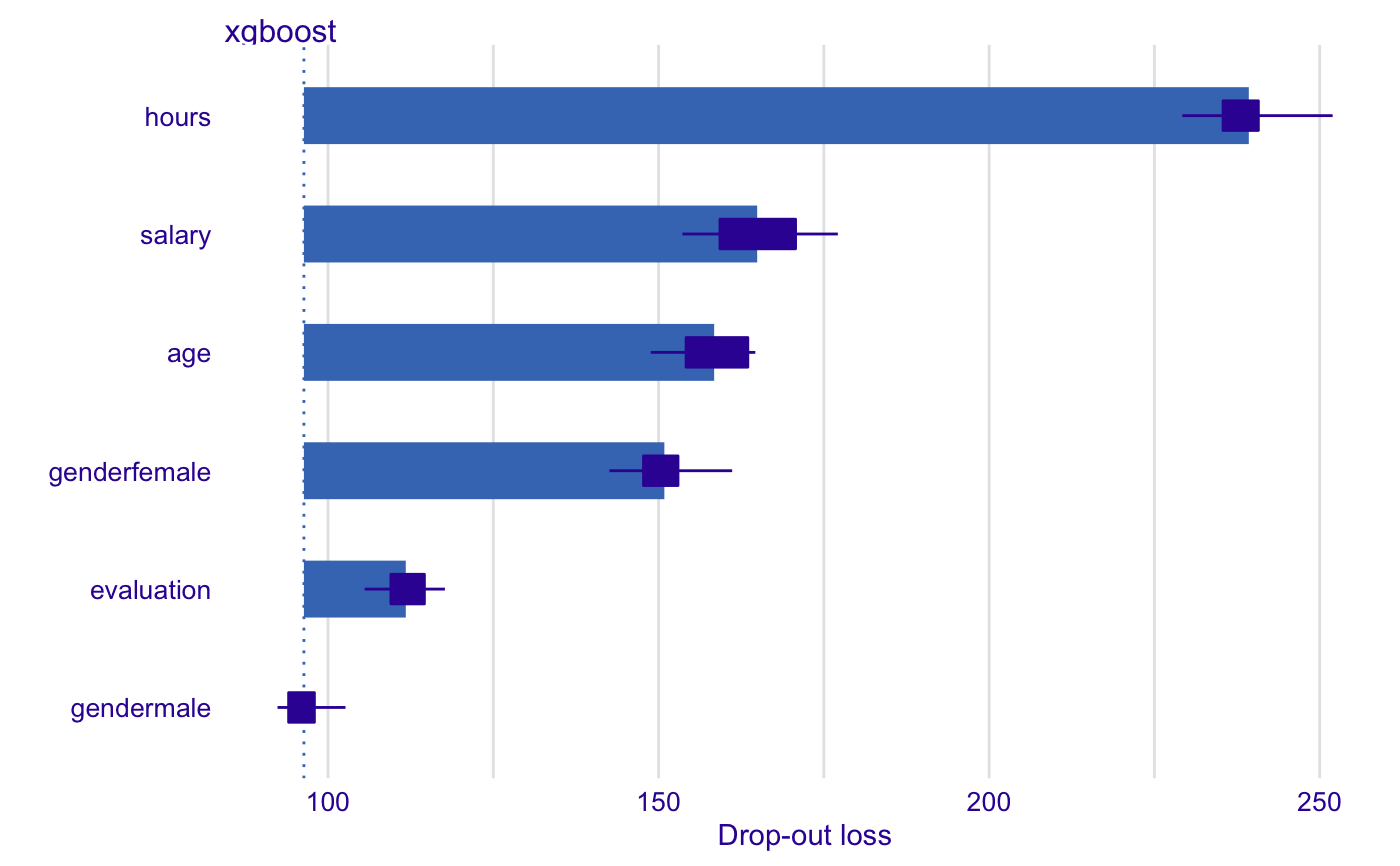 xgboost
hours
salary
age
genderfemale
evaluation
gendermale
100 150 200 250
Drop-out loss